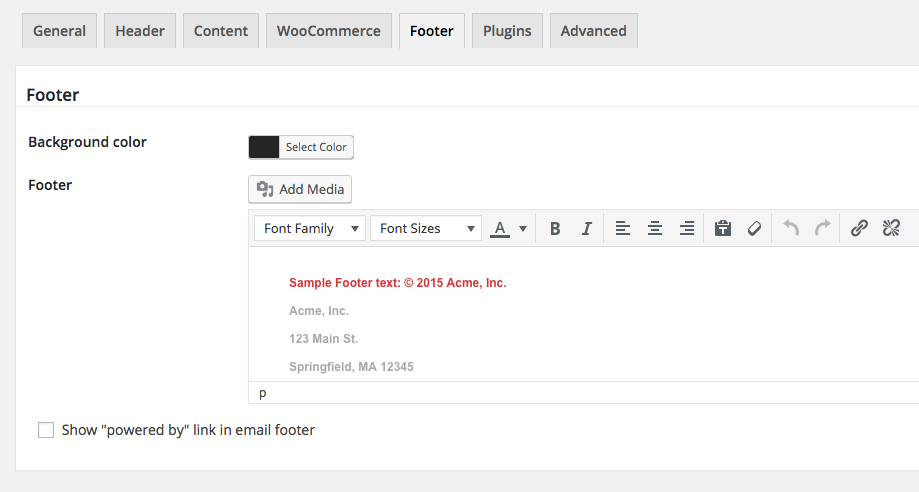 General Header Content WooCommerce Footer Plugins Advanced
Footer
Background color Select Color
Footer Add Media
Font Family Font Sizes A B I
Sample Footer text: © 2015 Acme, Inc.
Acme, Inc.
123 Main St.
Springfield, MA 12345
p
Show "powered by" link in email footer